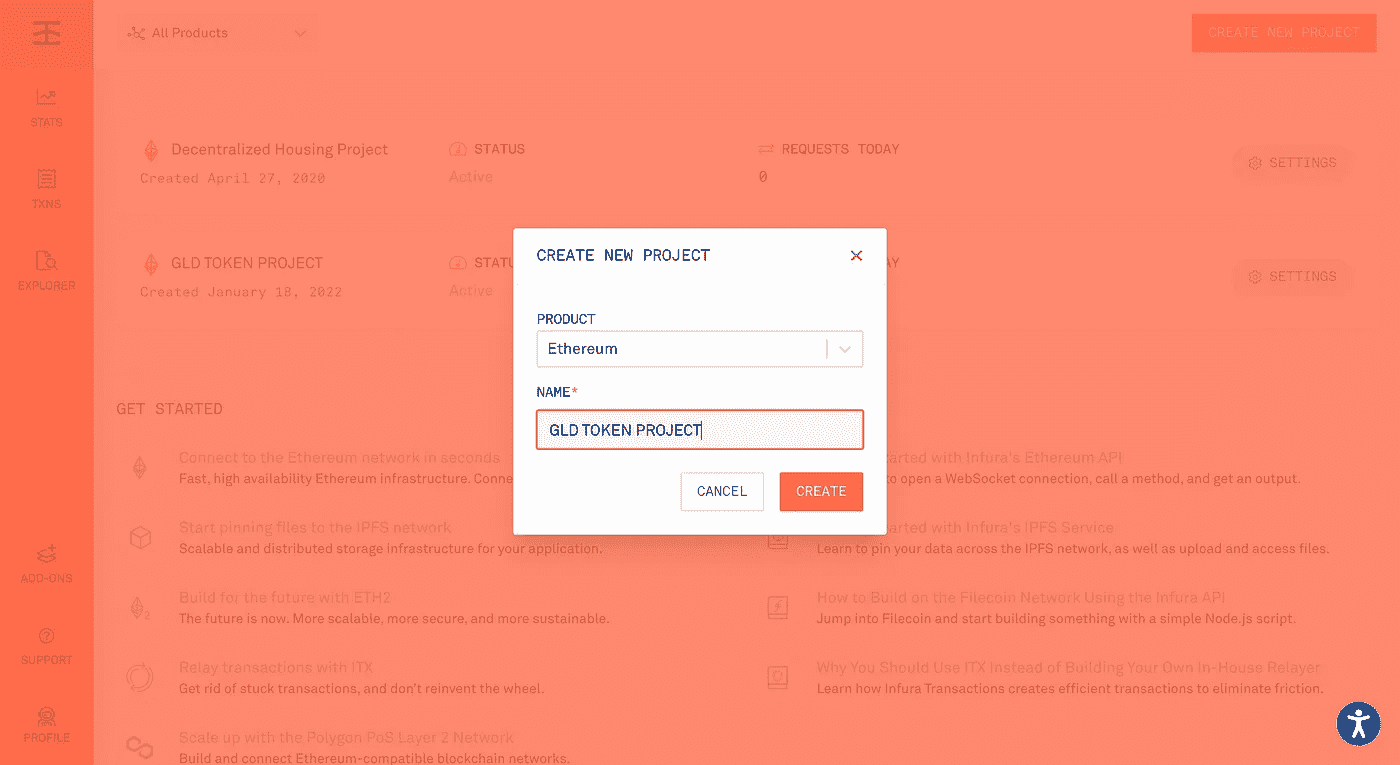 All Products
CREATE NEW PROJECT
STATS
TXNS
EXPLORER
ADD-ONS
SUPPORT
PROFILE
Decentralized Housing Project
STATUS
REQUESTS TODAY
SETTINGS
Created April 27, 2020
Active
0
GLD TOKEN PROJECT
STATU
AY
SETTINGS
Created January 18, 2022
Active
CREATE NEW PROJECT
PRODUCT
Ethereum
NAME*
GLD TOKEN PROJECT
CANCEL
CREATE
GET STARTED
Connect to the Ethereum network in seconds
Fast, high availability Ethereum infrastructure. Conne
Start pinning files to the IPFS network
Scalable and distributed storage infrastructure for your application.
Build for the future with ETH2
The future is now. More scalable, more secure, and more sustainable.
Relay transactions with ITX
Get rid of stuck transactions, and don't reinvent the wheel.
Scale up with the Polygon PoS Layer 2 Network
Build and connect Ethereum-compatible blockchain networks.
arted with Infura's Ethereum API
to open a WebSocket connection, call a method, and get an output.
arted with Infura's IPFS Service
Learn to pin your data across the IPFS network, as well as upload and access files.
How to Build on the Filecoin Network Using the Infura API
Jump into Filecoin and start building something with a simple Node.js script.
Why You Should Use ITX Instead of Building Your Own In-House Relayer
Learn how Infura Transactions creates efficient transactions to eliminate friction.